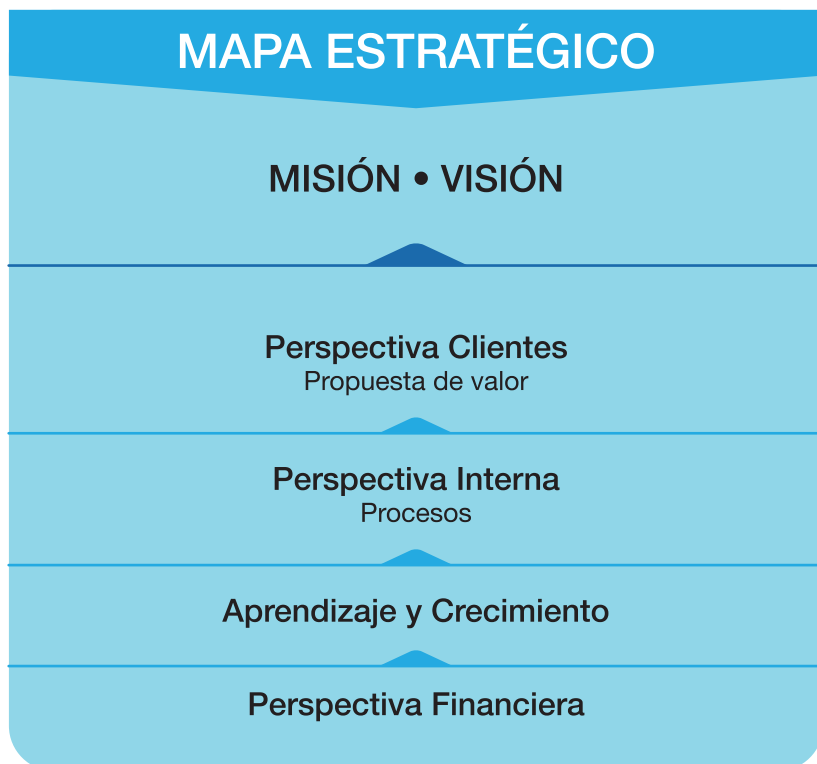 MAPA ESTRATÉGICO
MISIÓN • VISIÓN
Perspectiva Clientes
Propuesta de valor
Perspectiva Interna
Procesos
Aprendizaje y Crecimiento
Perspectiva Financiera